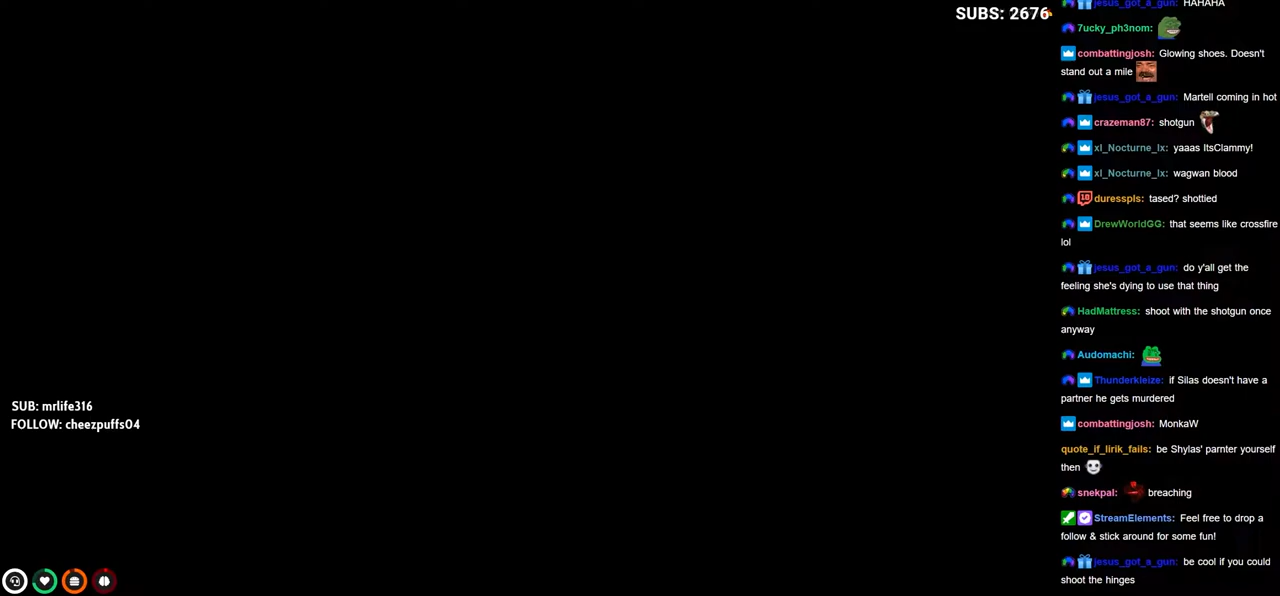 SUBS: 2676
jesus_got_a_gun: HAHAHA
7ucky_ph3nom:
combattingjosh: Glowing shoes. Doesn't
stand out a mile
jesus_got_a_gun: Martell coming in hot
crazeman87: shotgun
xl_Nocturne_lx: yaaas ItsClammy!
xl_Nocturne_lx: wagwan blood
duresspls: tased? shottied
DrewWorldGG: that seems like crossfire
lol
jesus_got_a_gun: do y'all get the
feeling she's dying to use that thing
HadMattress: shoot with the shotgun once
anyway
Audomachi:
Thunderkleize: if Silas doesn't have a
partner he gets murdered
combattingjosh: MonkaW
quote_if_lirik_fails: be Shylas' parnter yourself
then
snekpal: breaching
StreamElements: Feel free to drop a
follow & stick around for some fun!
jesus_got_a_gun: be cool if you could
shoot the hinges
SUB: mrlife316
FOLLOW: cheezpuffs04